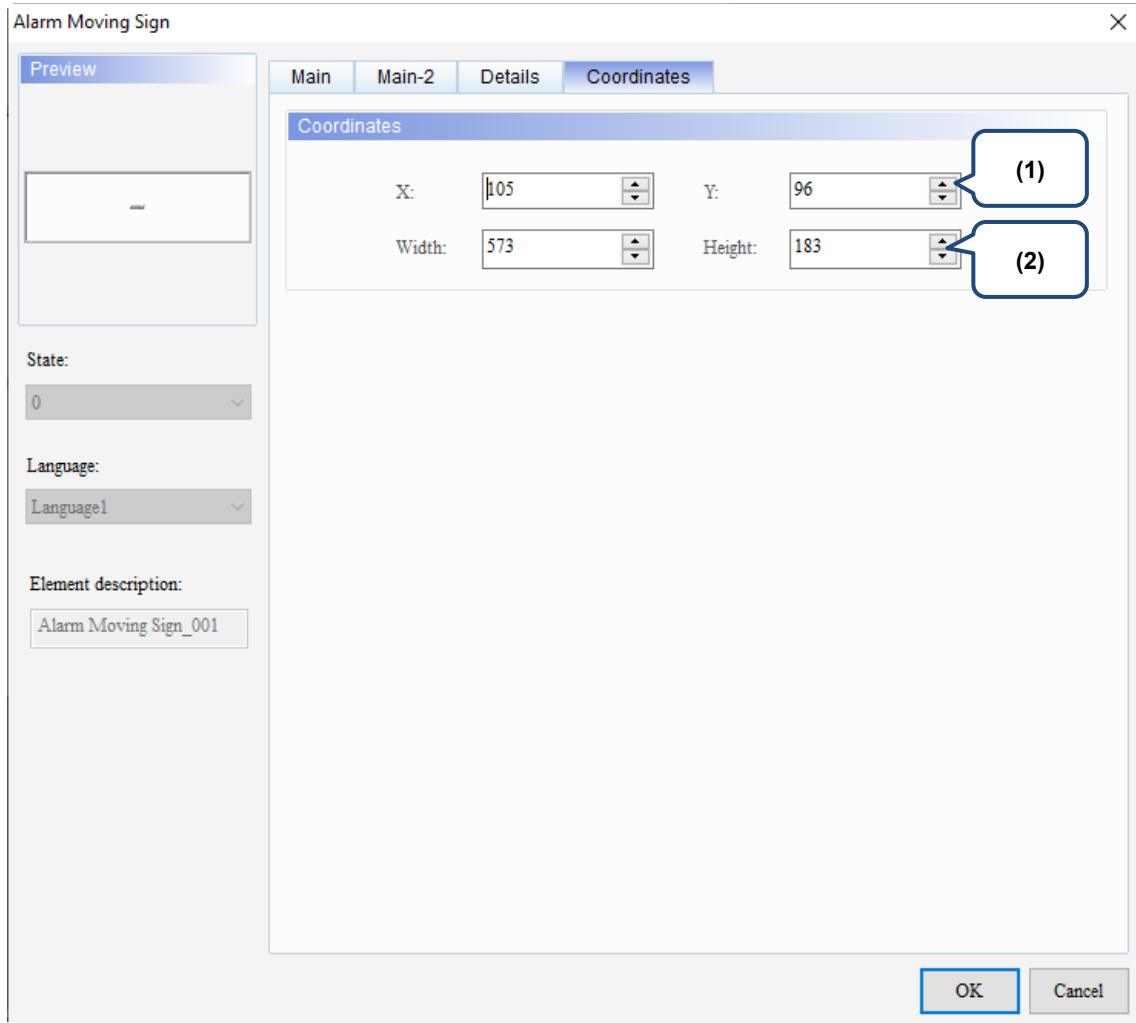 Alarm Moving Sign
Preview
Main Main-2 Details Coordinates
Coordinates
X: 105 Y: 96 (1)
Width: 573 Height: 183 (2)
State:
0
Language:
Language1
Element description:
Alarm Moving Sign_001
OK Cancel